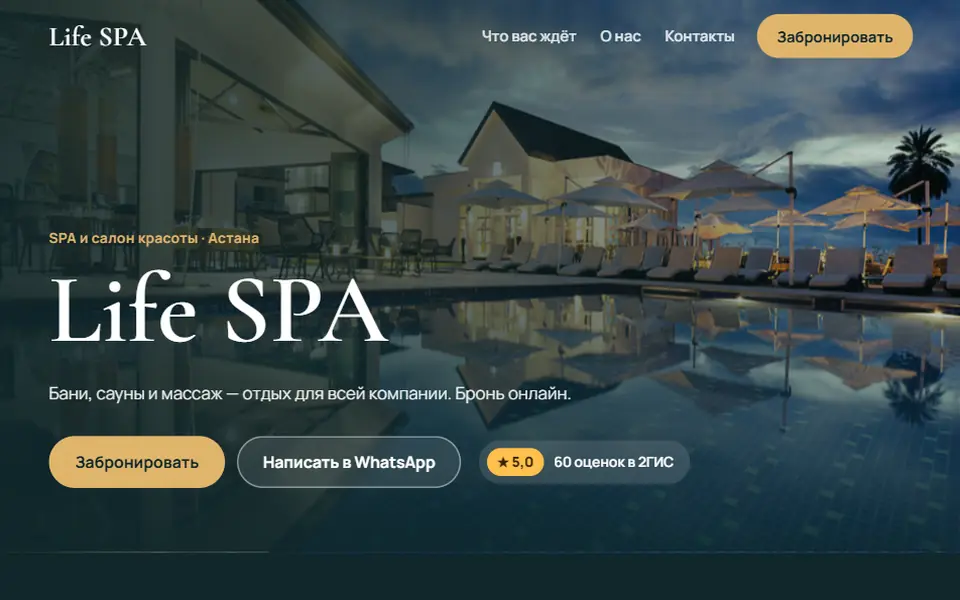 Life SPA
Что вас ждёт
О нас
Контакты
Забронировать
SPA и салон красоты · Астана
Life SPA
Бани, сауны и массаж — отдых для всей компании. Бронь онлайн.
Забронировать
Написать в WhatsApp
★ 5,0
60 оценок в 2ГИС